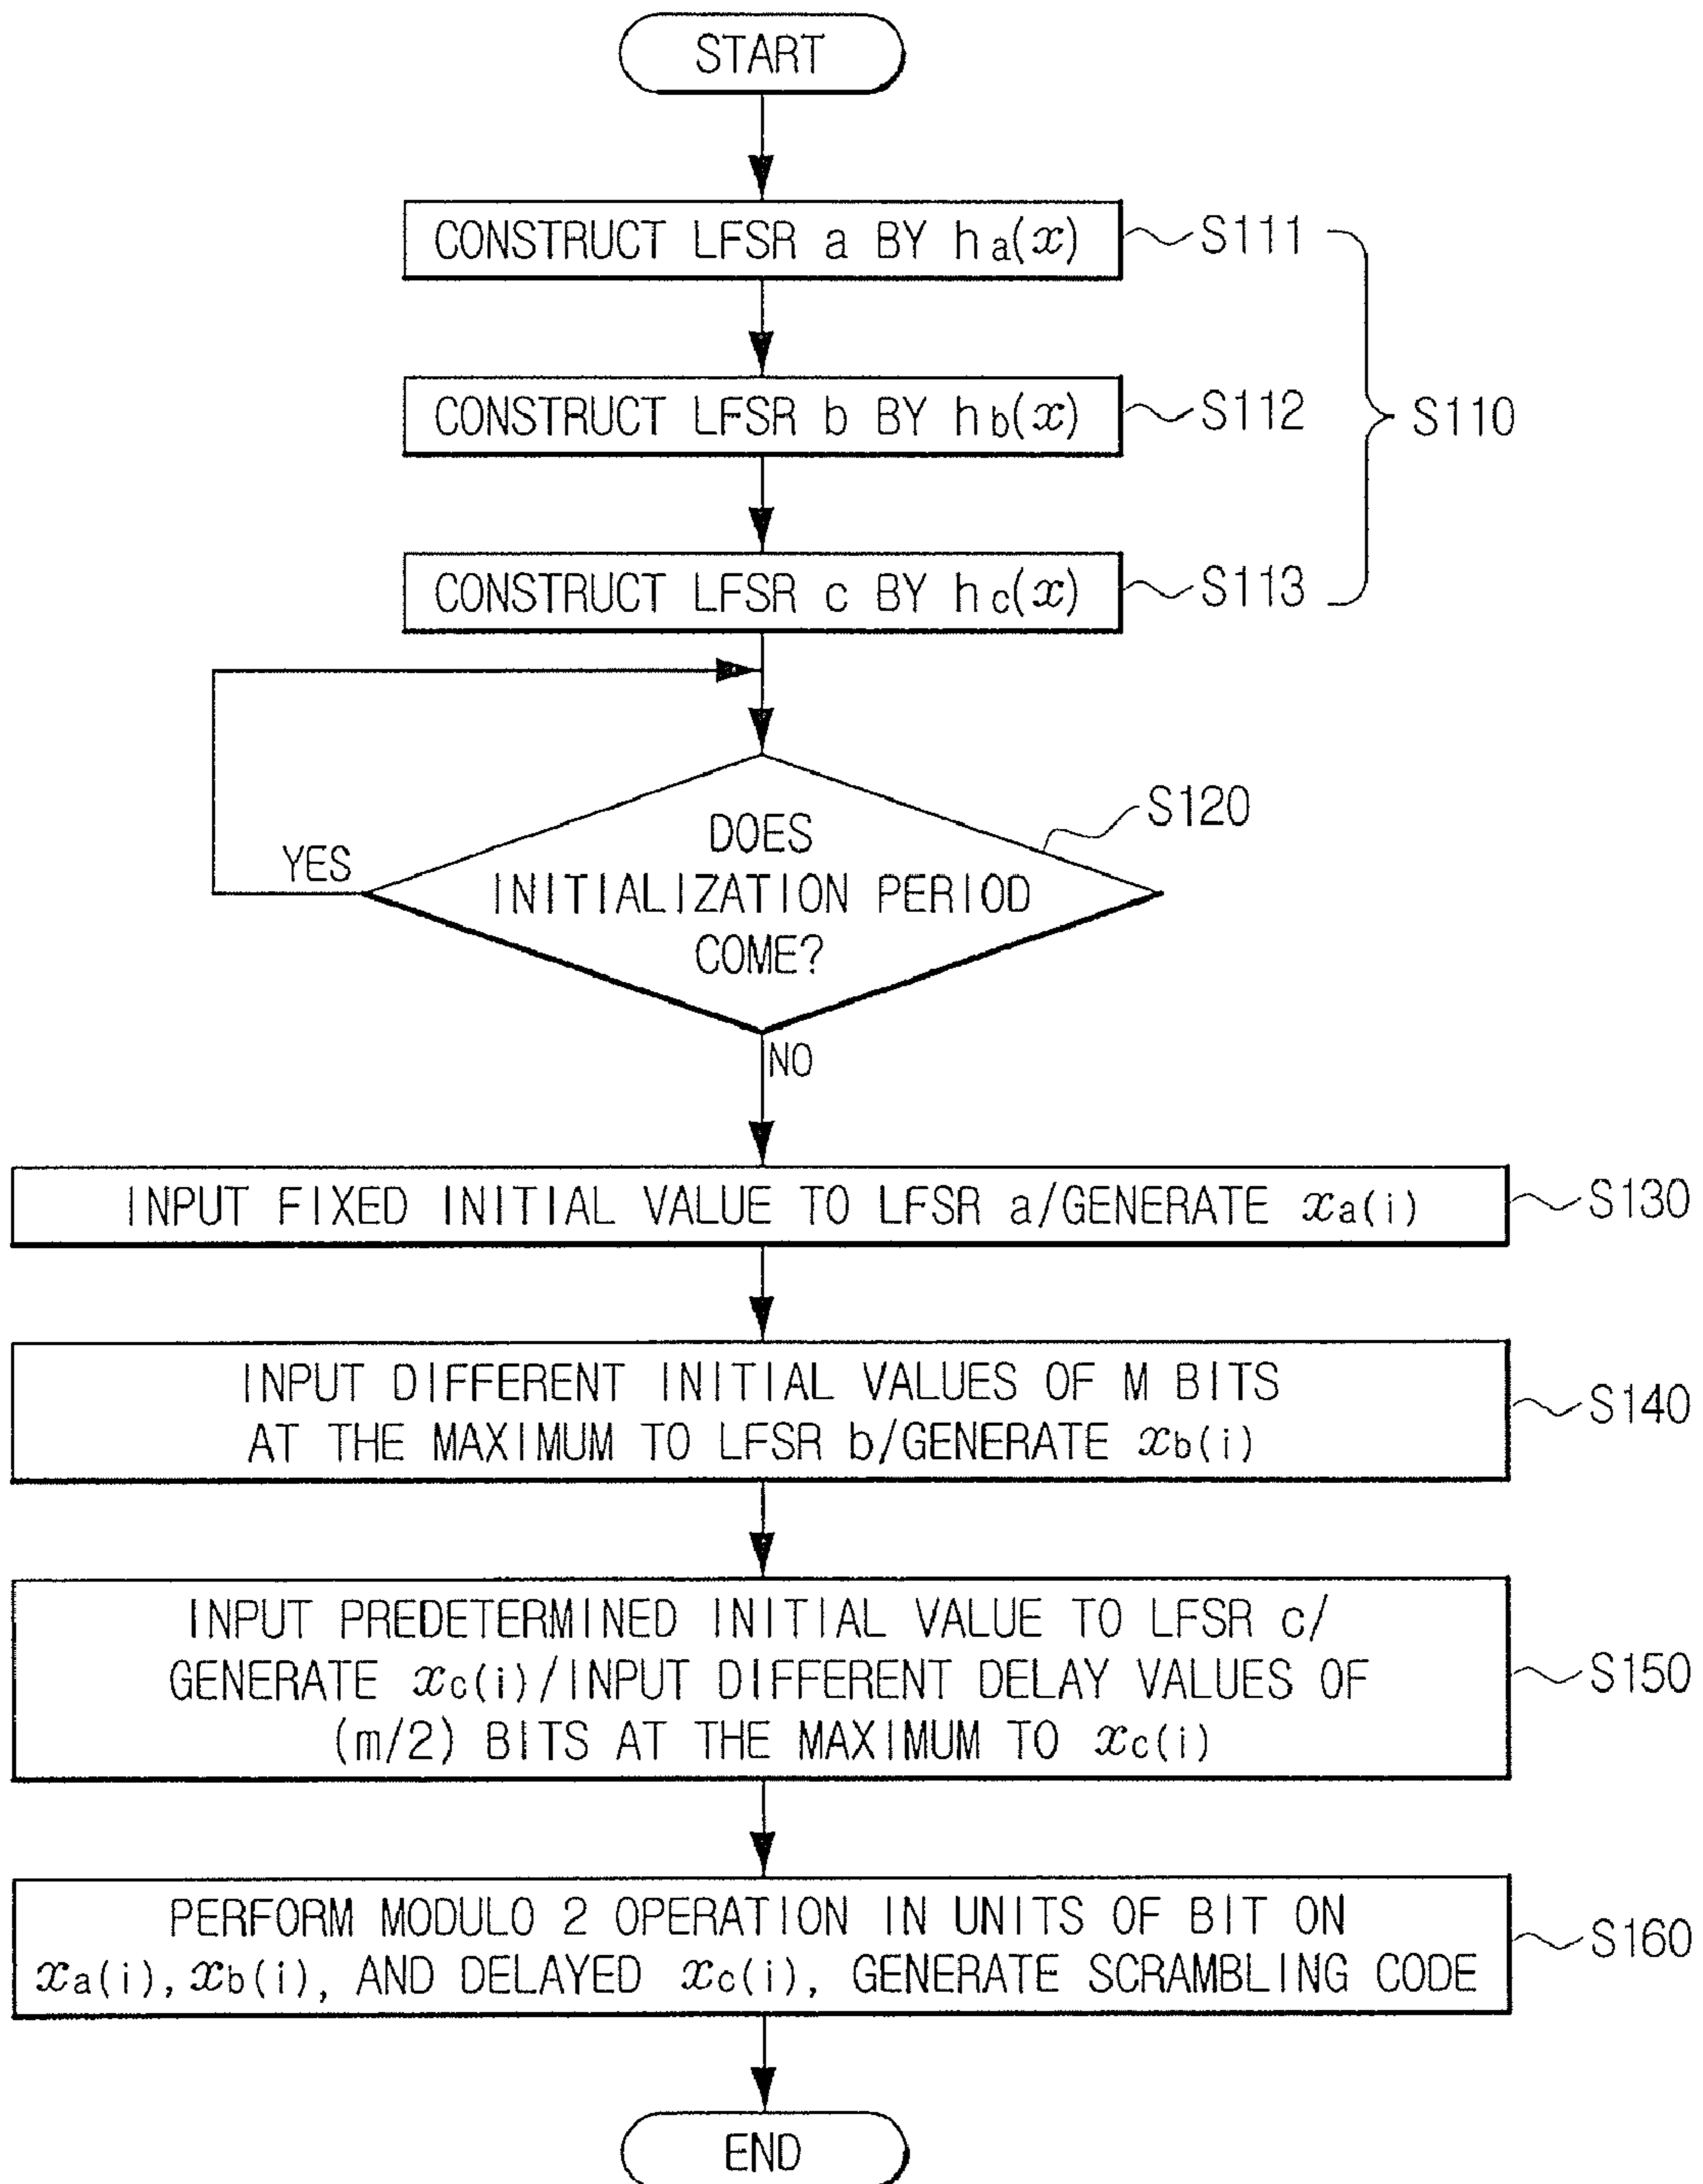 START
CONSTRUCT LFSR a BY ha(x)
S111
CONSTRUCT LFSR b BY hb(x)
S112
S110
CONSTRUCT LFSR c BY hc(x)
S113
S120
DOES
INITIALIZATION PERIOD
COME?
YES
NO
INPUT FIXED INITIAL VALUE TO LFSR a/GENERATE xa(i)
S130
INPUT DIFFERENT INITIAL VALUES OF M BITS
AT THE MAXIMUM TO LFSR b/GENERATE xb(i)
S140
INPUT PREDETERMINED INITIAL VALUE TO LFSR c/
GENERATE xc(i)/INPUT DIFFERENT DELAY VALUES OF
(m/2) BITS AT THE MAXIMUM TO xc(i)
S150
PERFORM MODULO 2 OPERATION IN UNITS OF BIT ON
xa(i), xb(i), AND DELAYED xc(i), GENERATE SCRAMBLING CODE
S160
END